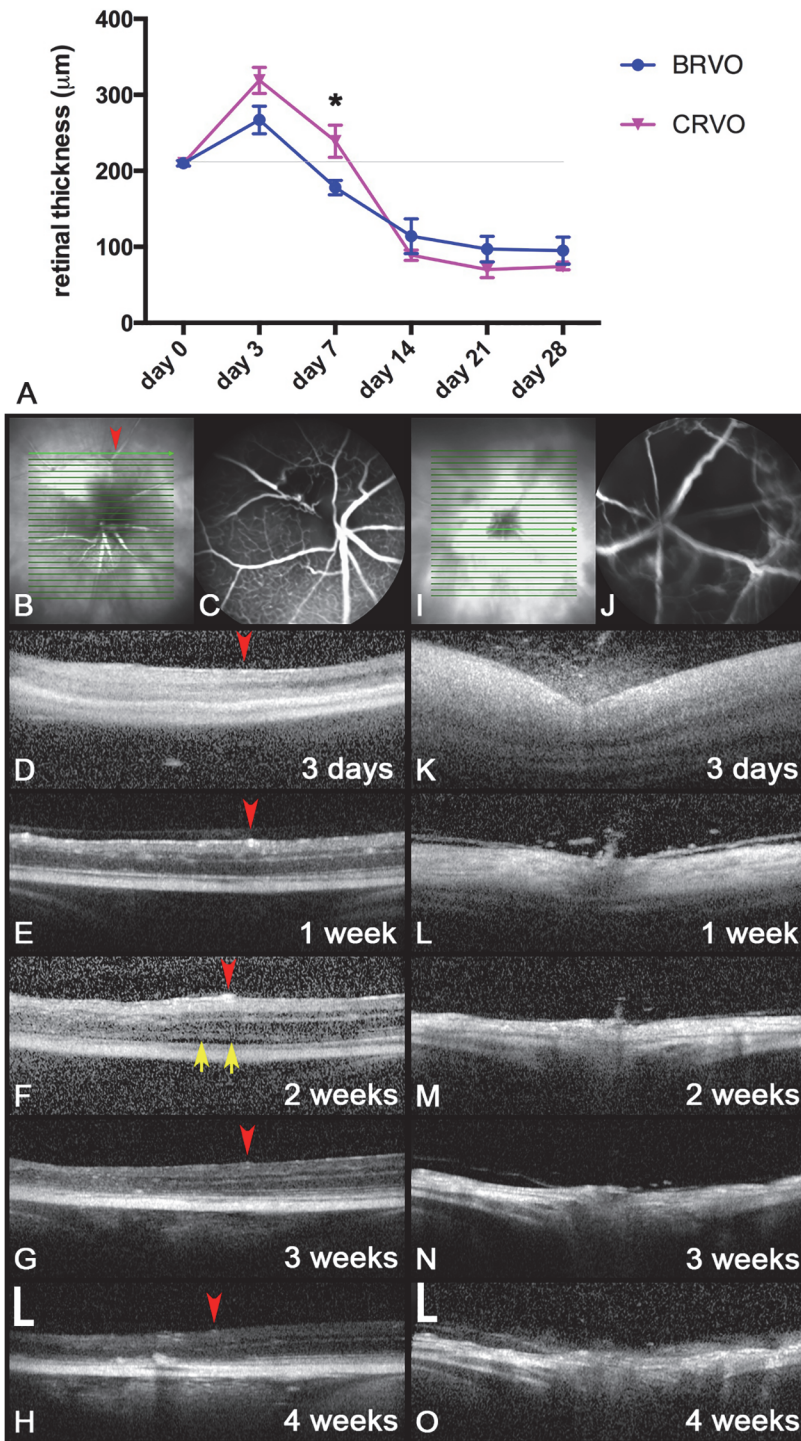 400
300
200
100
0
retinal thickness (μm)
*
BRVO
CRVO
day 0
day 3
day 7
day 14
day 21
day 28
A
B
C
I
J
D
3 days
K
3 days
E
1 week
L
1 week
F
2 weeks
M
2 weeks
G
3 weeks
N
3 weeks
H
4 weeks
O
4 weeks